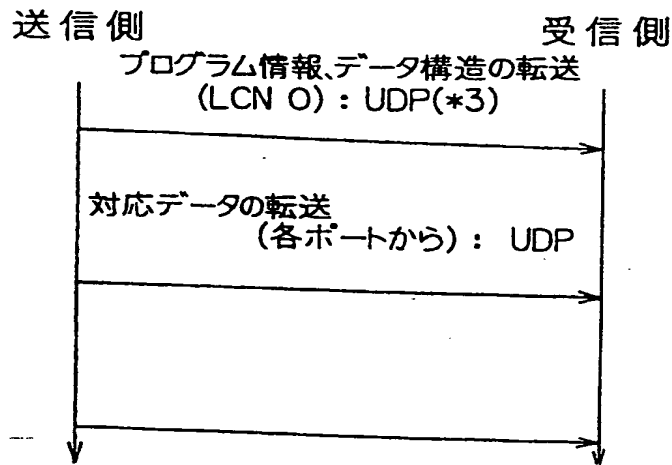 送信側
受信側
プログラム情報、データ構造の転送
(LCN 0) : UDP(*3)
対応データの転送
(各ポートから) : UDP